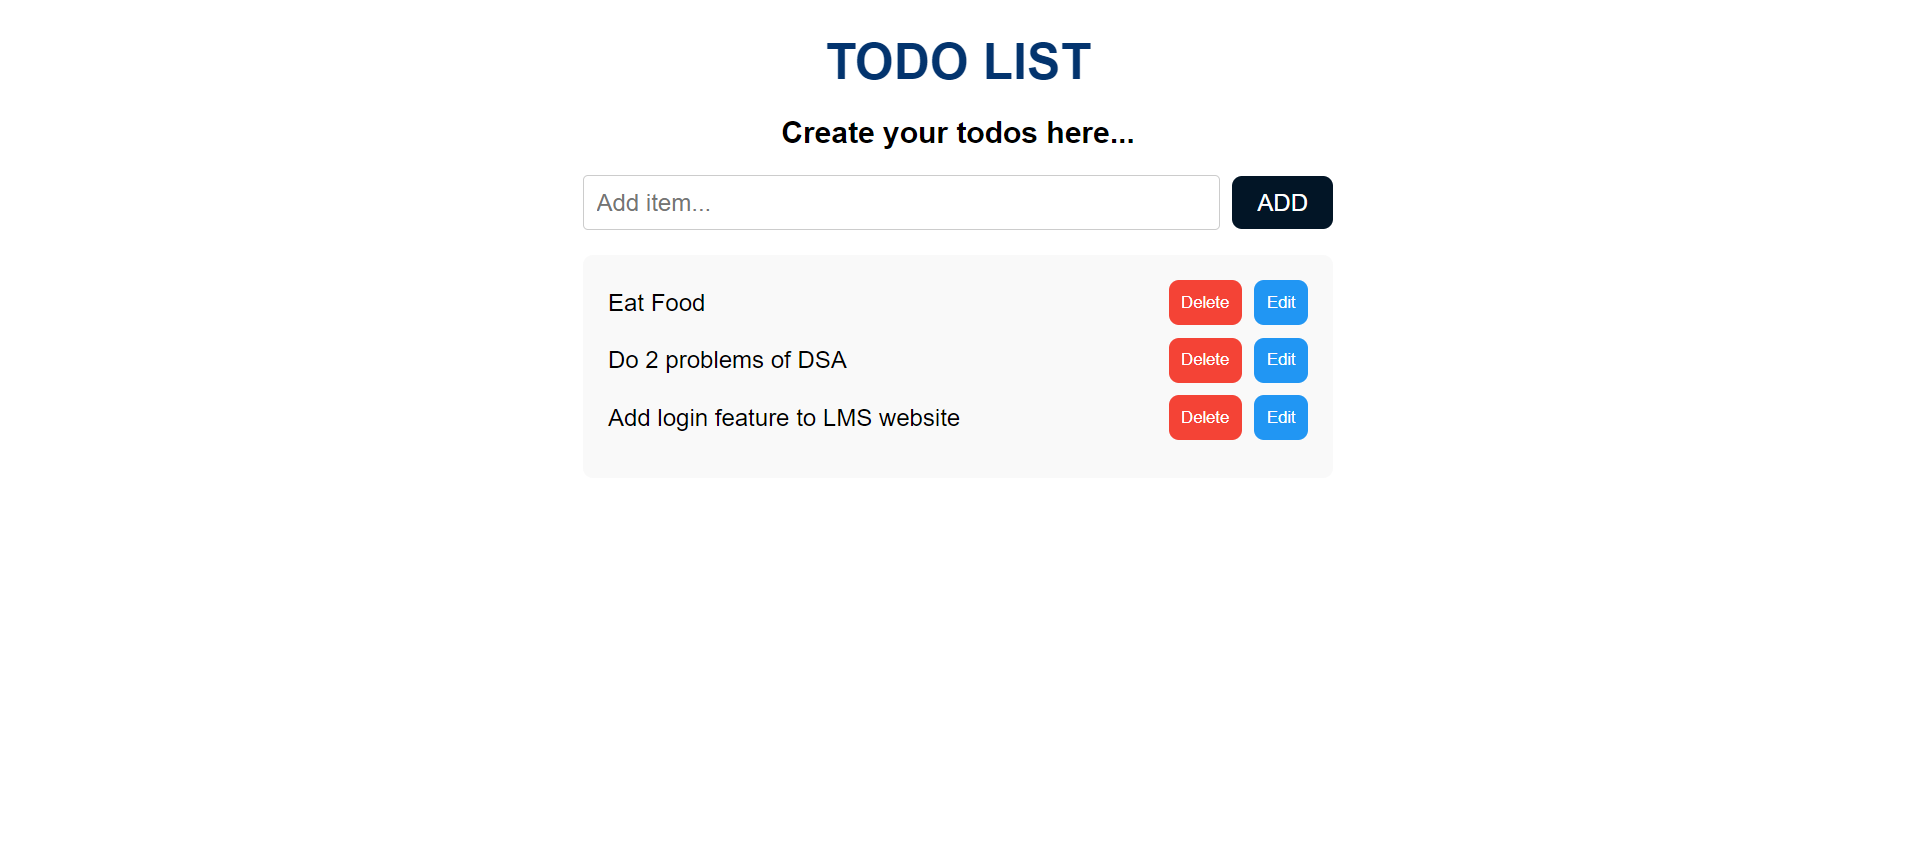 TODO LIST
Create your todos here...
Add item... ADD
Eat Food Delete Edit
Do 2 problems of DSA Delete Edit
Add login feature to LMS website Delete Edit